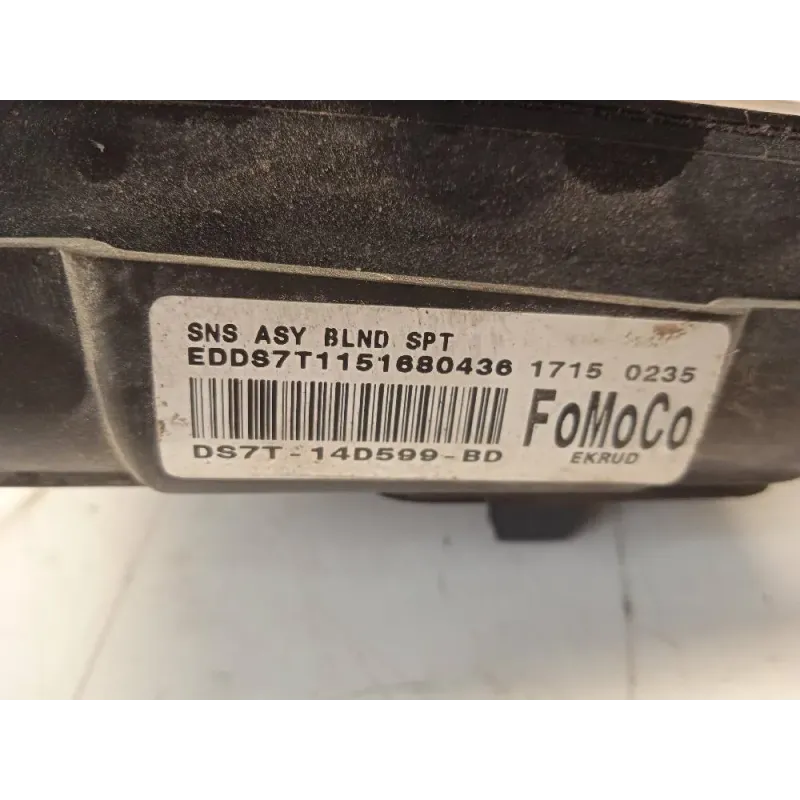 SNS ASY BLND SPT
EDDS7T1151680436 1715 0235
FoMoCo
DS7T-14D599-BD
EKRUD